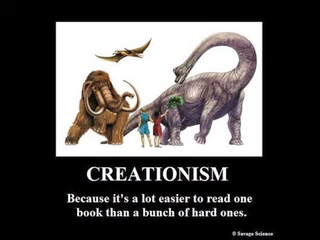 CREATIONISM
Because it's a lot easier to read one
book than a bunch of hard ones.
© Savage Science